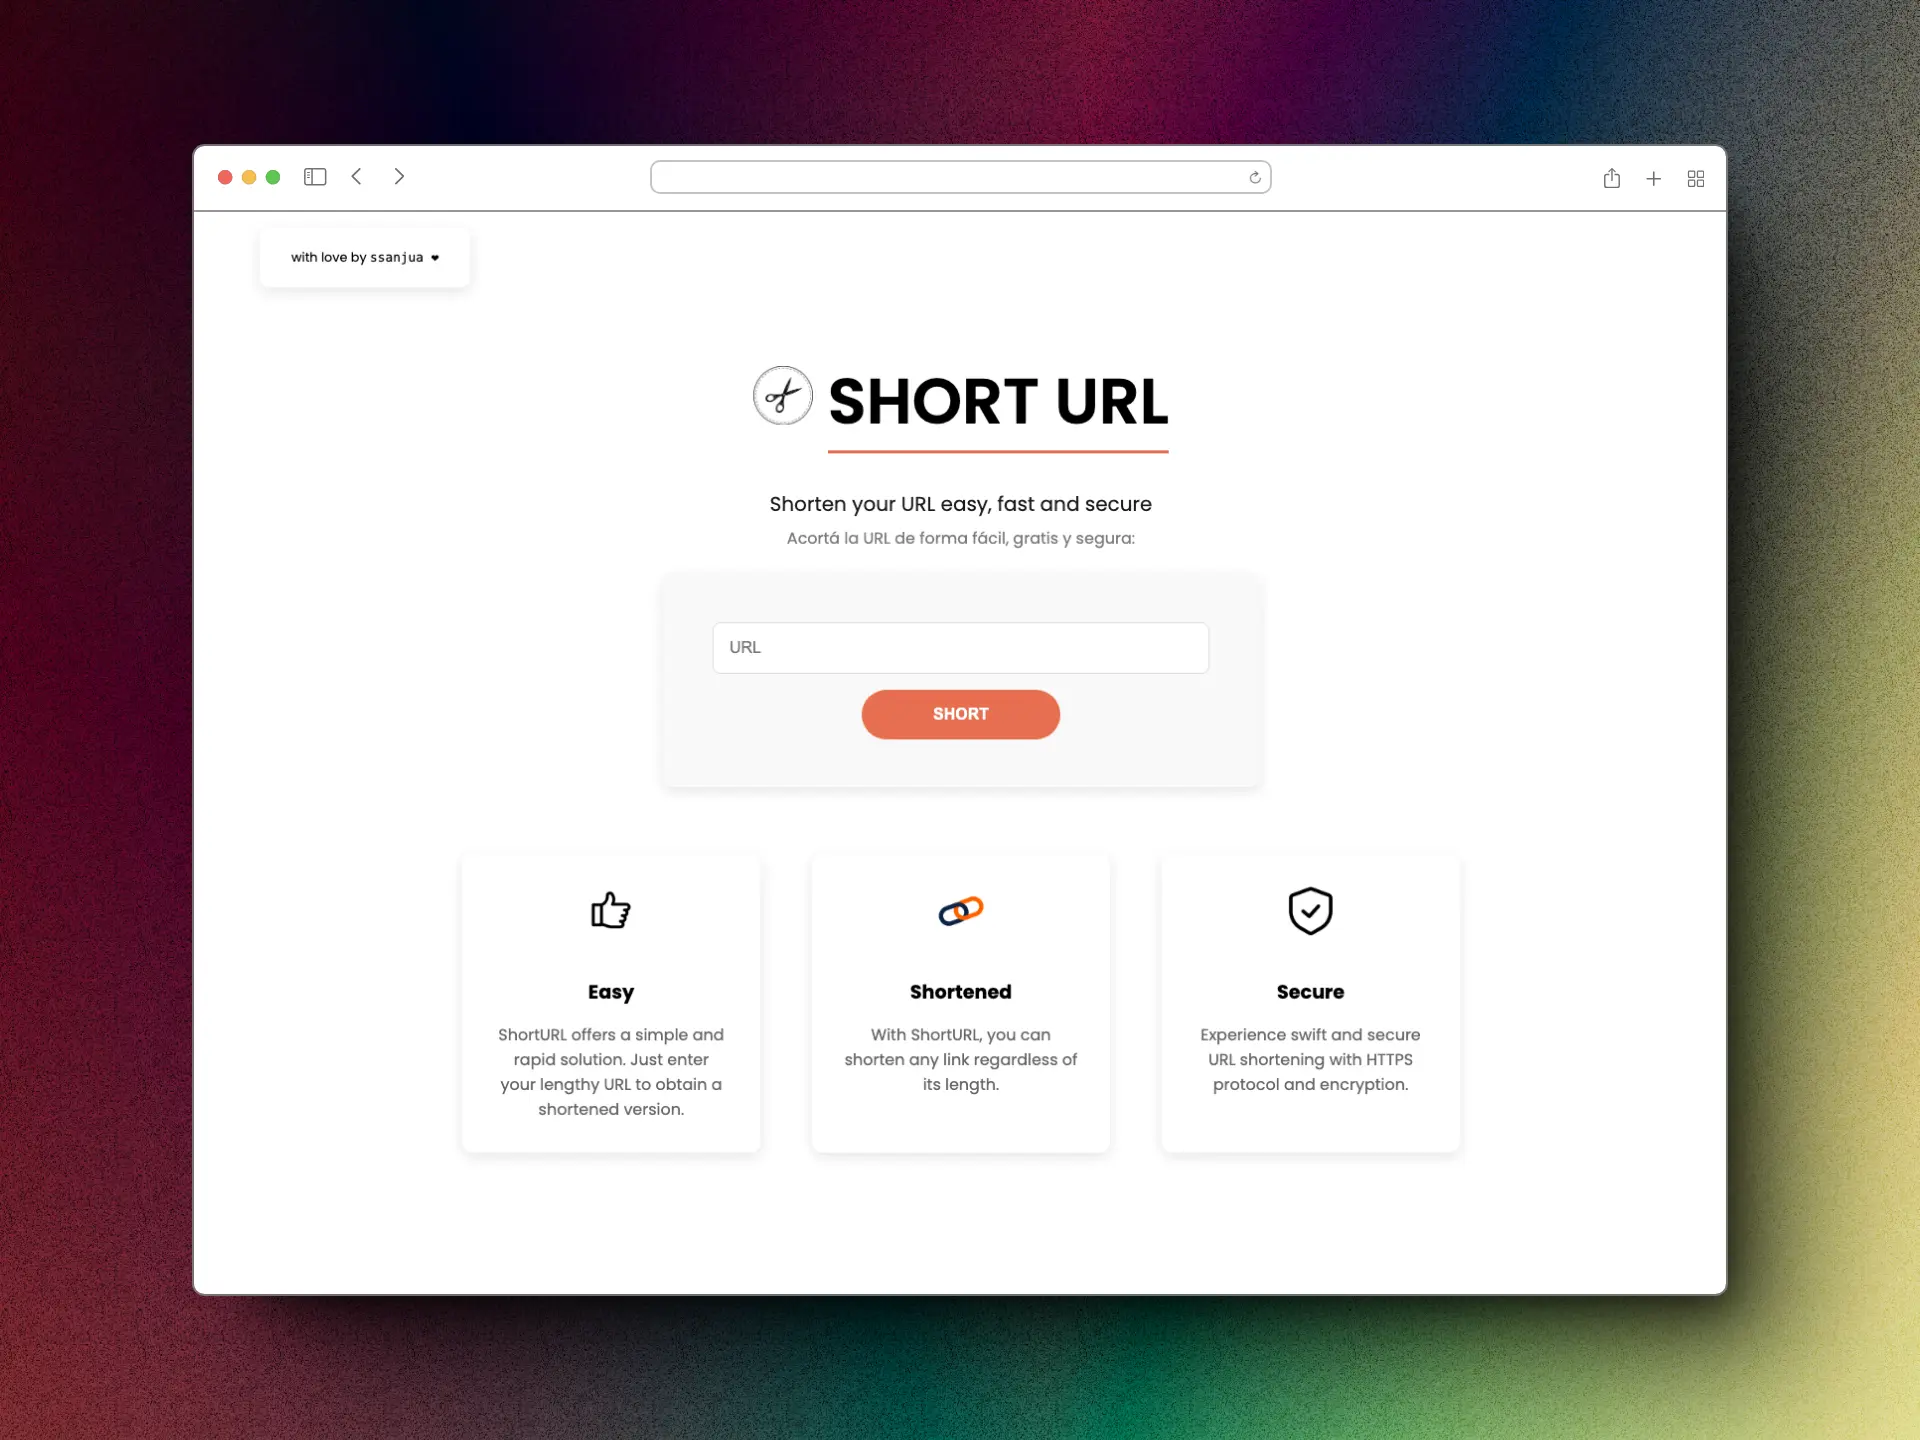 with love by ssanjua ♥
SHORT URL
Shorten your URL easy, fast and secure
Acortá la URL de forma fácil, gratis y segura:
URL
SHORT
Easy
ShortURL offers a simple and
rapid solution. Just enter
your lengthy URL to obtain a
shortened version.
Shortened
With ShortURL, you can
shorten any link regardless of
its length.
Secure
Experience swift and secure
URL shortening with HTTPS
protocol and encryption.